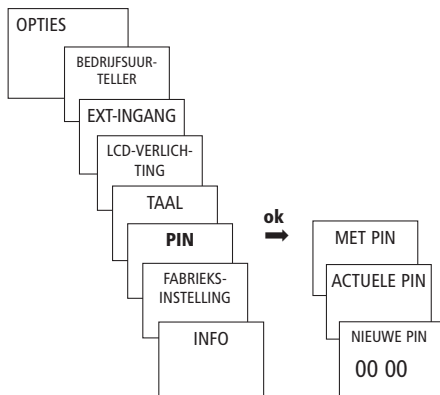 OPTIES
BEDRIJFSUUR-
TELLER
EXT-INGANG
LCD-VERLICH-
TING
TAAL
PIN
FABRIEKS-
INSTELLING
INFO
ok
MET PIN
ACTUELE PIN
NIEUWE PIN
00 00